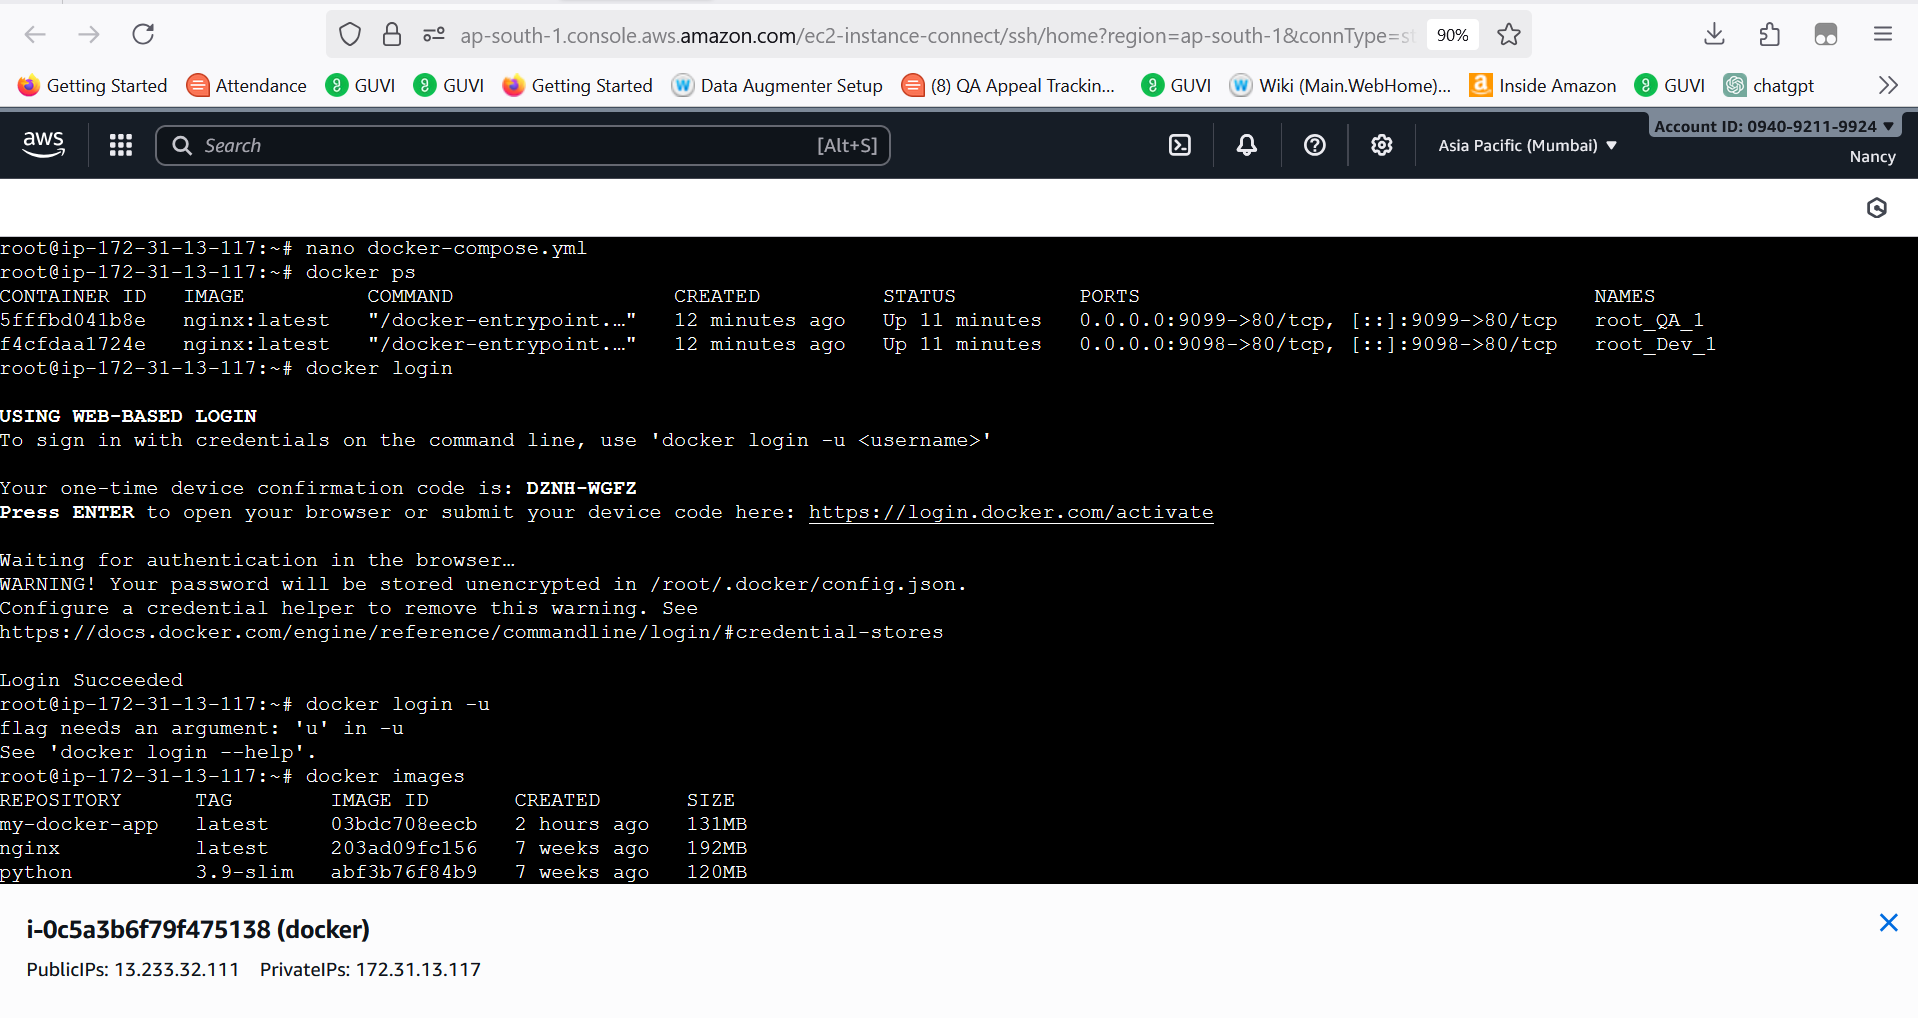 ap-south-1.console.aws.amazon.com/ec2-instance-connect/ssh/home?region=ap-south-1&connType=st 90%
Getting Started Attendance GUVI GUVI Getting Started Data Augmenter Setup (8) QA Appeal Trackin... GUVI Wiki (Main.WebHome)... Inside Amazon GUVI chatgpt
aws Search [Alt+S] Asia Pacific (Mumbai) Account ID: 0940-9211-9924
Nancy
root@ip-172-31-13-117:~# nano docker-compose.yml
root@ip-172-31-13-117:~# docker ps
CONTAINER ID IMAGE COMMAND CREATED STATUS PORTS NAMES
5fffbd041b8e nginx:latest "/docker-entrypoint.…" 12 minutes ago Up 11 minutes 0.0.0.0:9099->80/tcp, [::]:9099->80/tcp root_QA_1
f4cfdaa1724e nginx:latest "/docker-entrypoint.…" 12 minutes ago Up 11 minutes 0.0.0.0:9098->80/tcp, [::]:9098->80/tcp root_Dev_1
root@ip-172-31-13-117:~# docker login
USING WEB-BASED LOGIN
To sign in with credentials on the command line, use 'docker login -u <username>'
Your one-time device confirmation code is: DZNH-WGFZ
Press ENTER to open your browser or submit your device code here: https://login.docker.com/activate
Waiting for authentication in the browser…
WARNING! Your password will be stored unencrypted in /root/.docker/config.json.
Configure a credential helper to remove this warning. See
https://docs.docker.com/engine/reference/commandline/login/#credential-stores
Login Succeeded
root@ip-172-31-13-117:~# docker login -u
flag needs an argument: 'u' in -u
See 'docker login --help'.
root@ip-172-31-13-117:~# docker images
REPOSITORY TAG IMAGE ID CREATED SIZE
my-docker-app latest 03bdc708eecb 2 hours ago 131MB
nginx latest 203ad09fc156 7 weeks ago 192MB
python 3.9-slim abf3b76f84b9 7 weeks ago 120MB
i-0c5a3b6f79f475138 (docker)
PublicIPs: 13.233.32.111 PrivateIPs: 172.31.13.117